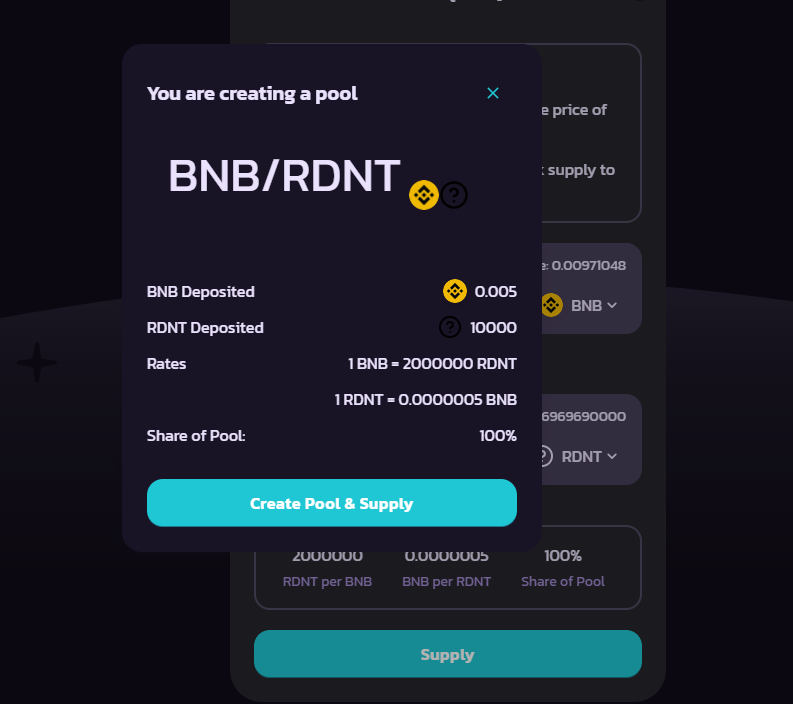 You are creating a pool
e price of
BNB/RDNT
supply to
e: 0.00971048
BNB Deposited
0.005
BNB
RDNT Deposited
10000
Rates
1 BNB = 2000000 RDNT
1 RDNT = 0.0000005 BNB
6969690000
Share of Pool:
100%
RDNT
Create Pool & Supply
2000000
0.0000005
100%
RDNT per BNB
BNB per RDNT
Share of Pool
Supply